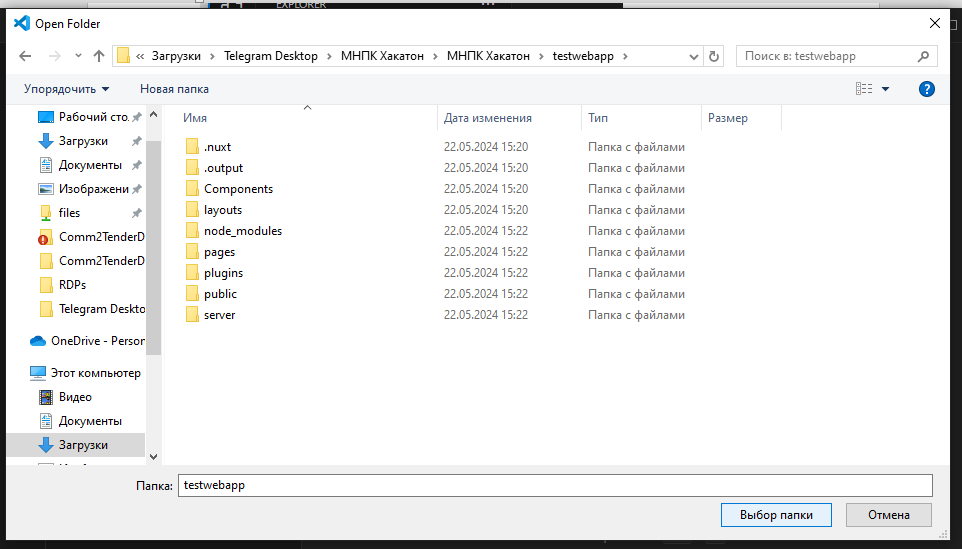 EXPLORER
Open Folder
« Загрузки > Telegram Desktop > МНПК Хакатон > МНПК Хакатон > testwebapp >
Поиск в: testwebapp
Упорядочить
Новая папка
Имя Дата изменения Тип Размер
.nuxt 22.05.2024 15:20 Папка с файлами
.output 22.05.2024 15:20 Папка с файлами
Components 22.05.2024 15:20 Папка с файлами
layouts 22.05.2024 15:20 Папка с файлами
node_modules 22.05.2024 15:22 Папка с файлами
pages 22.05.2024 15:22 Папка с файлами
plugins 22.05.2024 15:22 Папка с файлами
public 22.05.2024 15:22 Папка с файлами
server 22.05.2024 15:22 Папка с файлами
Рабочий сто.
Загрузки
Документы
Изображени
files
Comm2TenderD
Comm2TenderD
RDPs
Telegram Deskto
OneDrive - Person
Этот компьютер
Видео
Документы
Загрузки
Папка: testwebapp
Выбор папки
Отмена